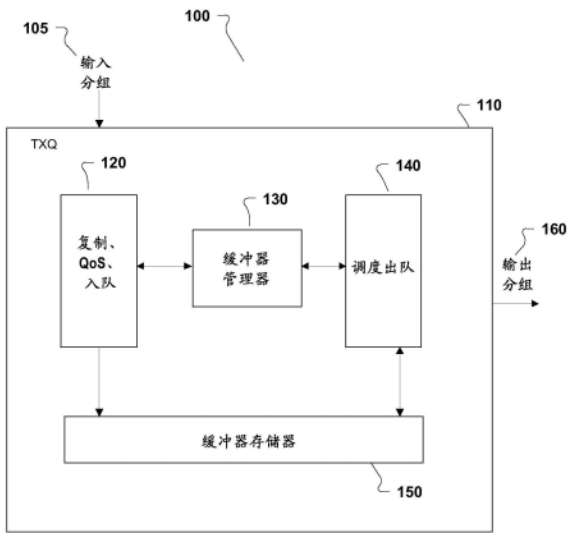 100
105
输入
分组
110
TXQ
120
140
130
160
复制、
QoS、
入队
缓冲器
管理器
调度出队
输出
分组
缓冲器存储器
150